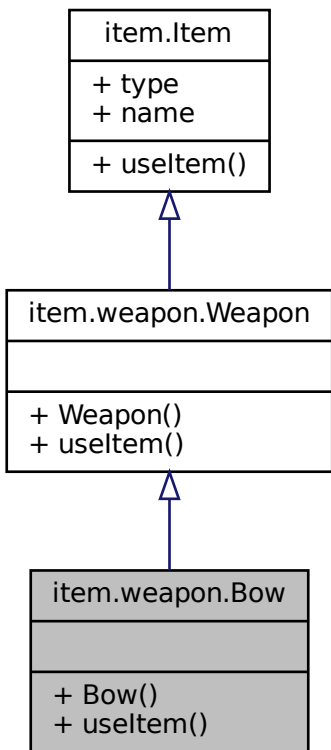 item.Item
+ type
+ name
+ useItem()
item.weapon.Weapon
+ Weapon()
+ useItem()
item.weapon.Bow
+ Bow()
+ useItem()